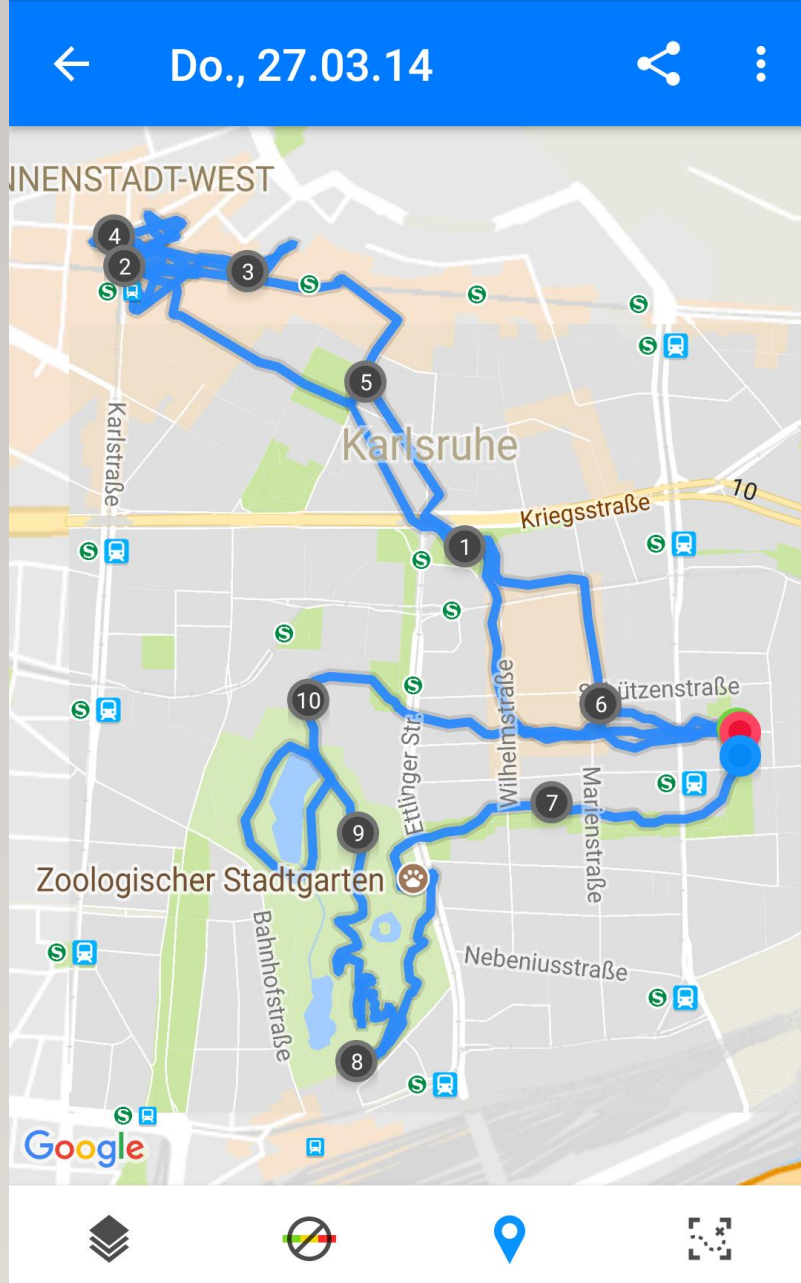 Do., 27.03.14
NNENSTADT-WEST
4
2
3
S
S
S
S
S
5
Karlstraße
Karlsruhe
10
Kriegsstraße
1
S
S
S
S
S
S
10
S
S
Wilhelmstraße
Schützenstraße
6
Ettlinger Str.
S
7
Marienstraße
9
Zoologischer Stadtgarten
Bahnhofstraße
S
Nebeniusstraße
S
8
S
S
Google